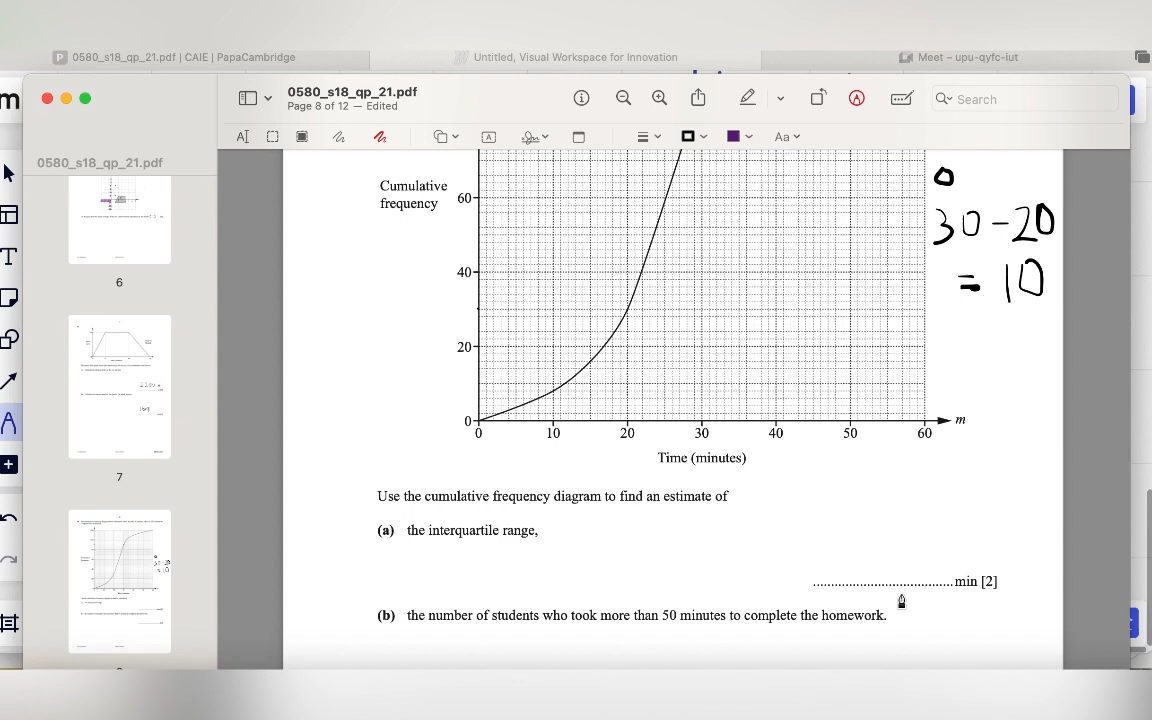 0580_s18_qp_21.pdf | CAIE | PapaCambridge
Untitled, Visual Workspace for Innovation
Meet – upu-qyfc-iut
0580_s18_qp_21.pdf
Page 8 of 12 — Edited
Search
0580_s18_qp_21.pdf
Aa
6
7
Cumulative
frequency
60
40
20
0
0 10 20 30 40 50 60
m
Time (minutes)
0
30 - 20
= 10
Use the cumulative frequency diagram to find an estimate of
(a) the interquartile range,
.......................................min [2]
(b) the number of students who took more than 50 minutes to complete the homework.